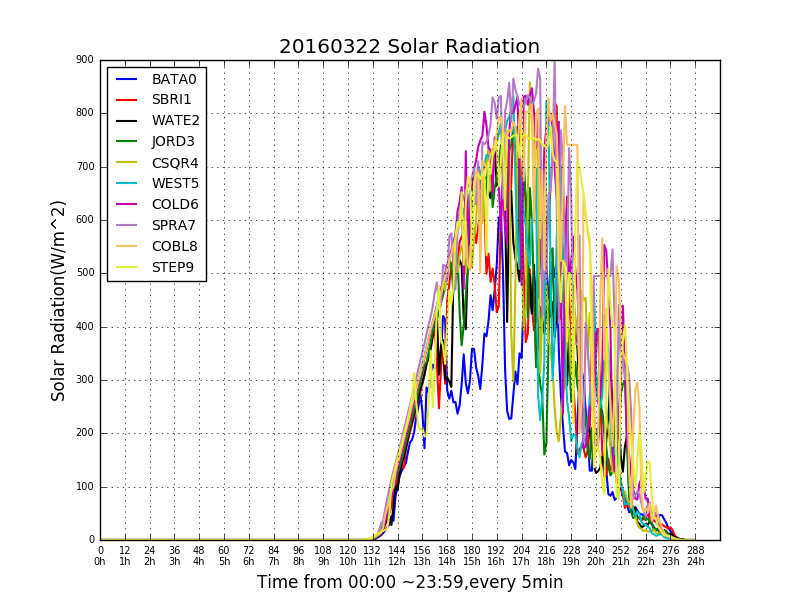 20160322 Solar Radiation
900
800
700
600
500
400
300
200
100
0
Solar Radiation(W/m^2)
BATA0
SBRI1
WATE2
JORD3
CSQR4
WEST5
COLD6
SPRA7
COBL8
STEP9
0 12 24 36 48 60 72 84 96 108 120 132 144 156 168 180 192 204 216 228 240 252 264 276 288
0h 1h 2h 3h 4h 5h 6h 7h 8h 9h 10h 11h 12h 13h 14h 15h 16h 17h 18h 19h 20h 21h 22h 23h 24h
Time from 00:00 ~23:59,every 5min